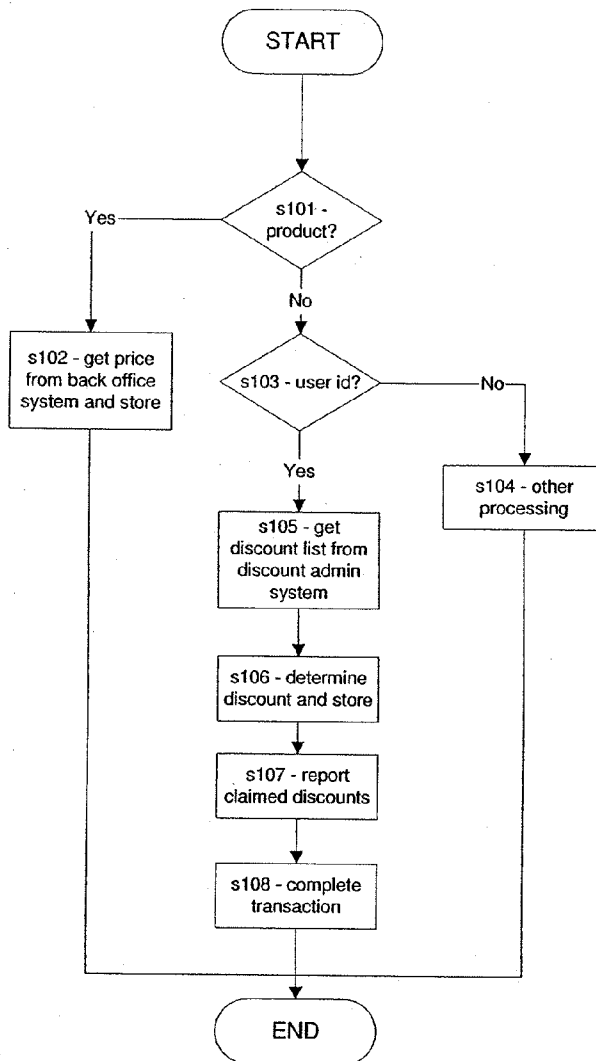 START
s101 -
product?
Yes
No
s102 - get price
from back office
system and store
s103 - user id?
No
Yes
s104 - other
processing
s105 - get
discount list from
discount admin
system
s106 - determine
discount and store
s107 - report
claimed discounts
s108 - complete
transaction
END